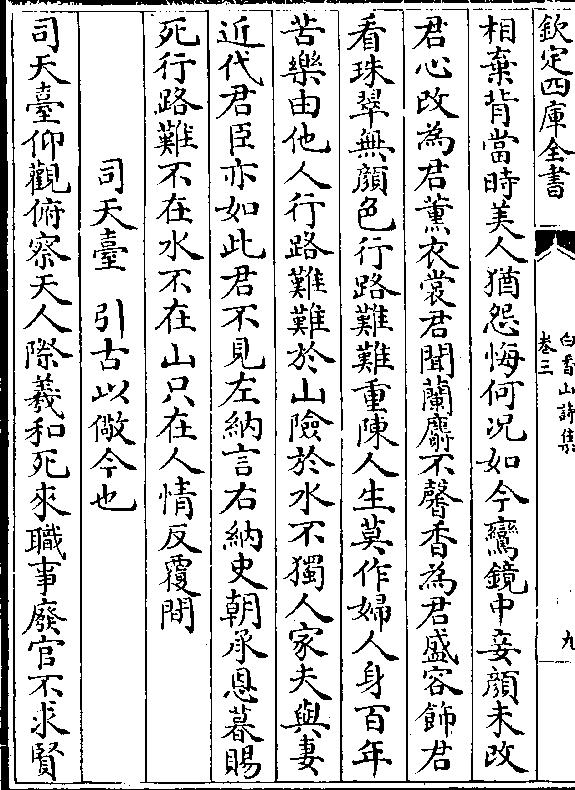 欽定四庫全書
白香山詩集
卷三
九
相棄背當時美人猶怨悔何況如今鸞鏡中妾顏未改
君心改為君薰衣裳君聞蘭麝不馨香為君盛容飾君
看珠翠無顏色行路難難重陳人生莫作婦人身百年
苦樂由他人行路難難於山險於水不獨人家夫與妻
近代君臣亦如此君不見左納言右納史朝承恩暮賜
死行路難不在水不在山只在人情反覆間
司天臺 引古以儆今也
司天臺仰觀俯察天人際羲和死來職事廢官不求賢